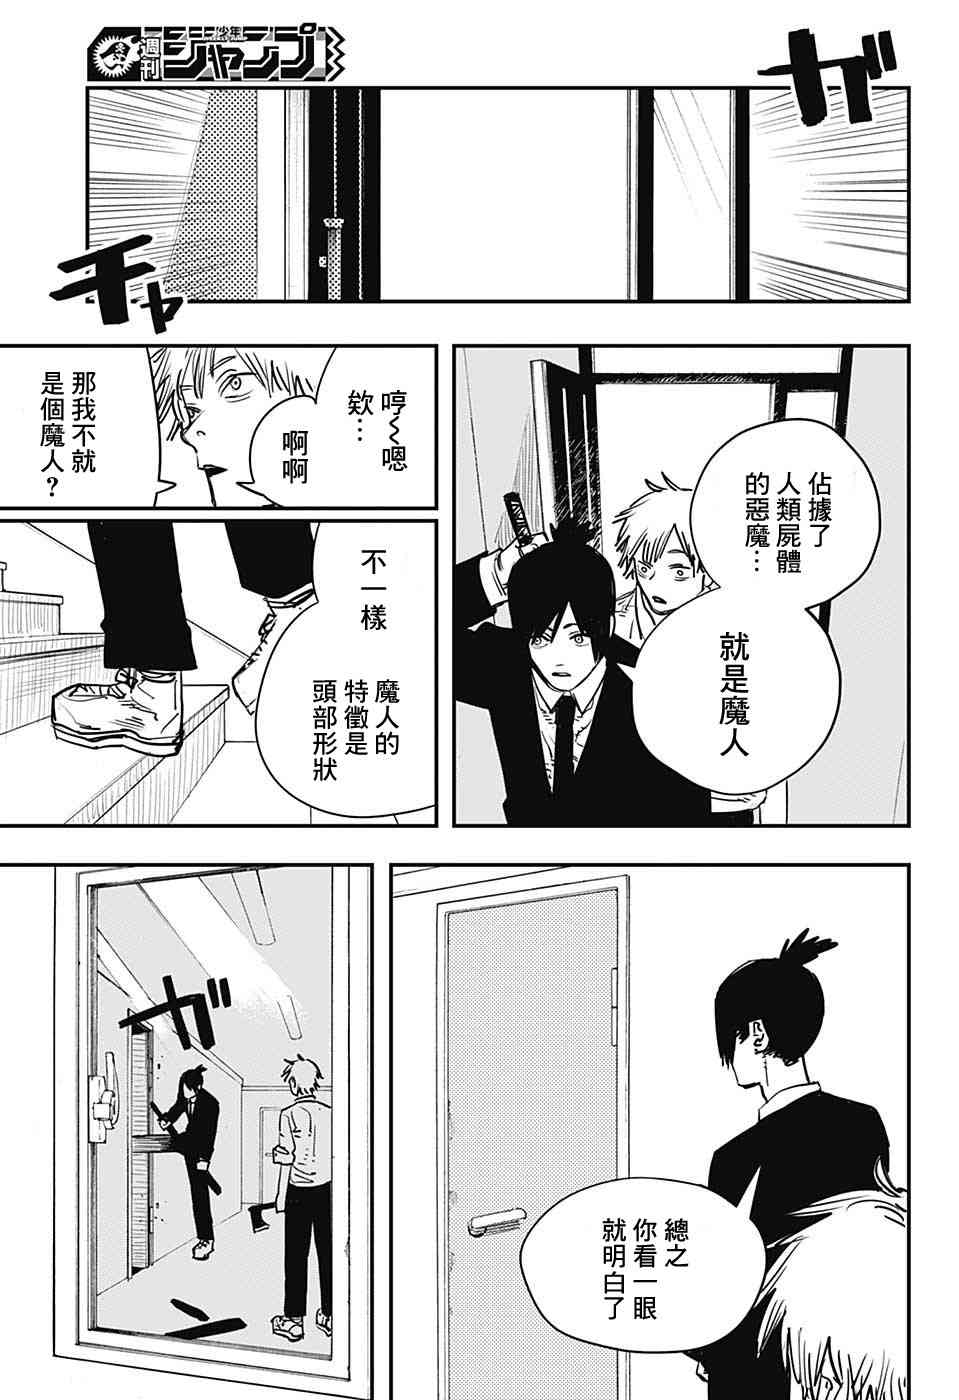 週刊
少年
ジャンプ
ガ
チャ
佔據了
人類屍體
的惡魔…
就是魔人
哼~嗯
欸…
啊啊
那我不就
是個魔人?
不一樣
魔人的
特徵是
頭部形狀
總之
你看一眼
就明白了
ガ